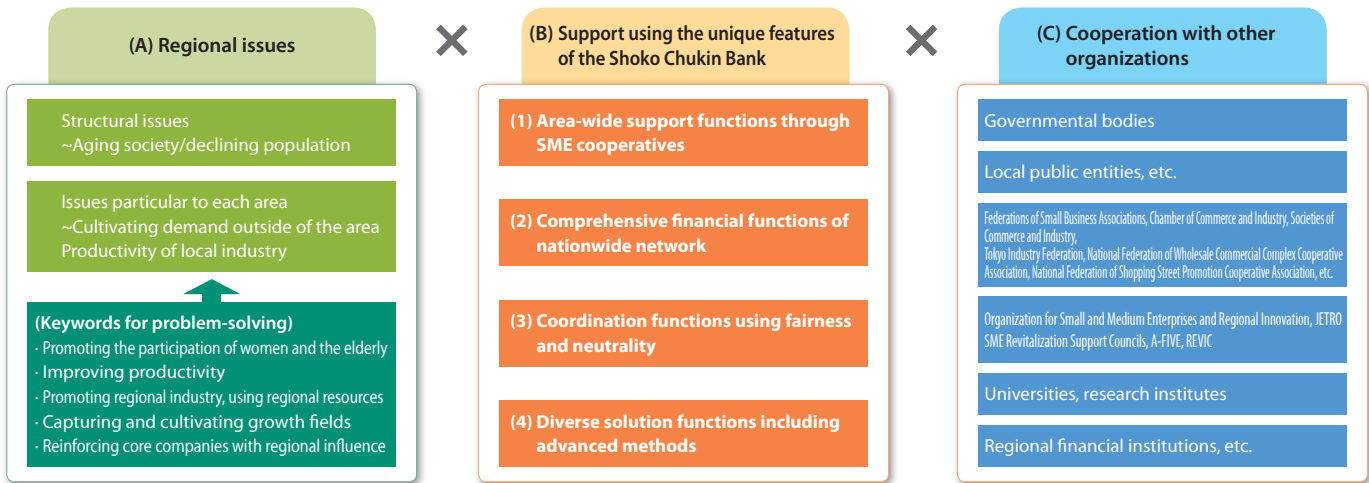 (A) Regional issues
×
(B) Support using the unique features
of the Shoko Chukin Bank
×
(C) Cooperation with other
organizations
Structural issues
~Aging society/declining population
Issues particular to each area
~Cultivating demand outside of the area
Productivity of local industry
(Keywords for problem-solving)
· Promoting the participation of women and the elderly
· Improving productivity
· Promoting regional industry, using regional resources
· Capturing and cultivating growth fields
· Reinforcing core companies with regional influence
(1) Area-wide support functions through
SME cooperatives
(2) Comprehensive financial functions of
nationwide network
(3) Coordination functions using fairness
and neutrality
(4) Diverse solution functions including
advanced methods
Governmental bodies
Local public entities, etc.
Federations of Small Business Associations, Chamber of Commerce and Industry, Societies of
Commerce and Industry,
Tokyo Industry Federation, National Federation of Wholesale Commercial Complex Cooperative
Association, National Federation of Shopping Street Promotion Cooperative Association, etc.
Organization for Small and Medium Enterprises and Regional Innovation, JETRO
SME Revitalization Support Councils, A-FIVE, REVIC
Universities, research institutes
Regional financial institutions, etc.